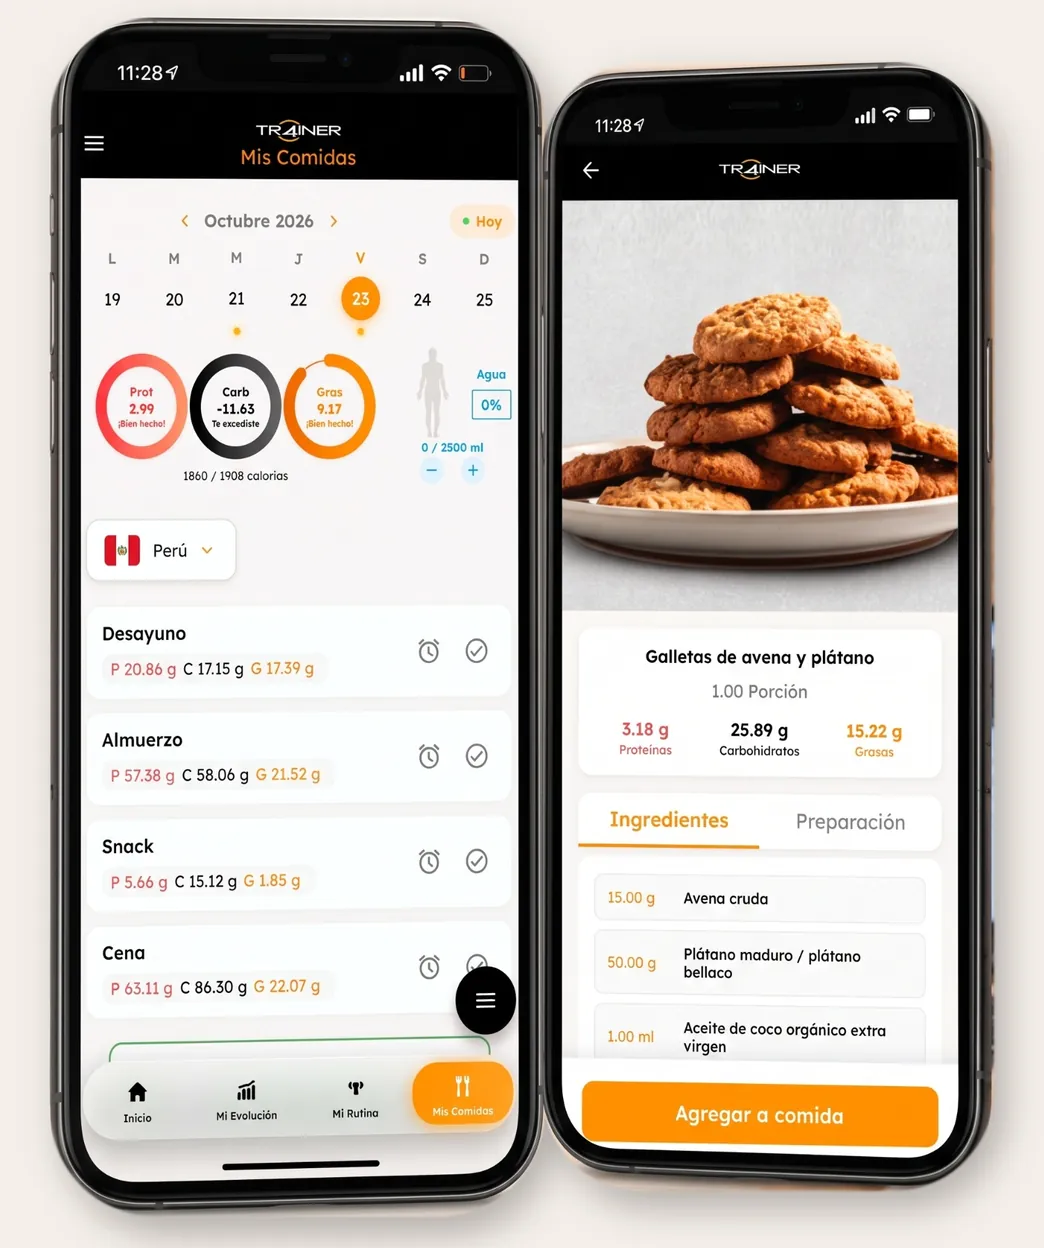 11:28
TR4INER
Mis Comidas
Octubre 2026
Hoy
L M M J V S D
19 20 21 22 23 24 25
Prot
2.99
¡Bien hecho!
Carb
-11.63
Te excediste
Gras
9.17
¡Bien hecho!
1860 / 1908 calorias
Agua
0%
0 / 2500 ml
− +
Perú
Desayuno
P 20.86 g C 17.15 g G 17.39 g
Almuerzo
P 57.38 g C 58.06 g G 21.52 g
Snack
P 5.66 g C 15.12 g G 1.85 g
Cena
P 63.11 g C 86.30 g G 22.07 g
Inicio
Mi Evolución
Mi Rutina
Mis Comidas
11:28
TR4INER
Galletas de avena y plátano
1.00 Porción
3.18 g
Proteínas
25.89 g
Carbohidratos
15.22 g
Grasas
Ingredientes
Preparación
15.00 g Avena cruda
50.00 g Plátano maduro / plátano
bellaco
1.00 ml Aceite de coco orgánico extra
virgen
Agregar a comida